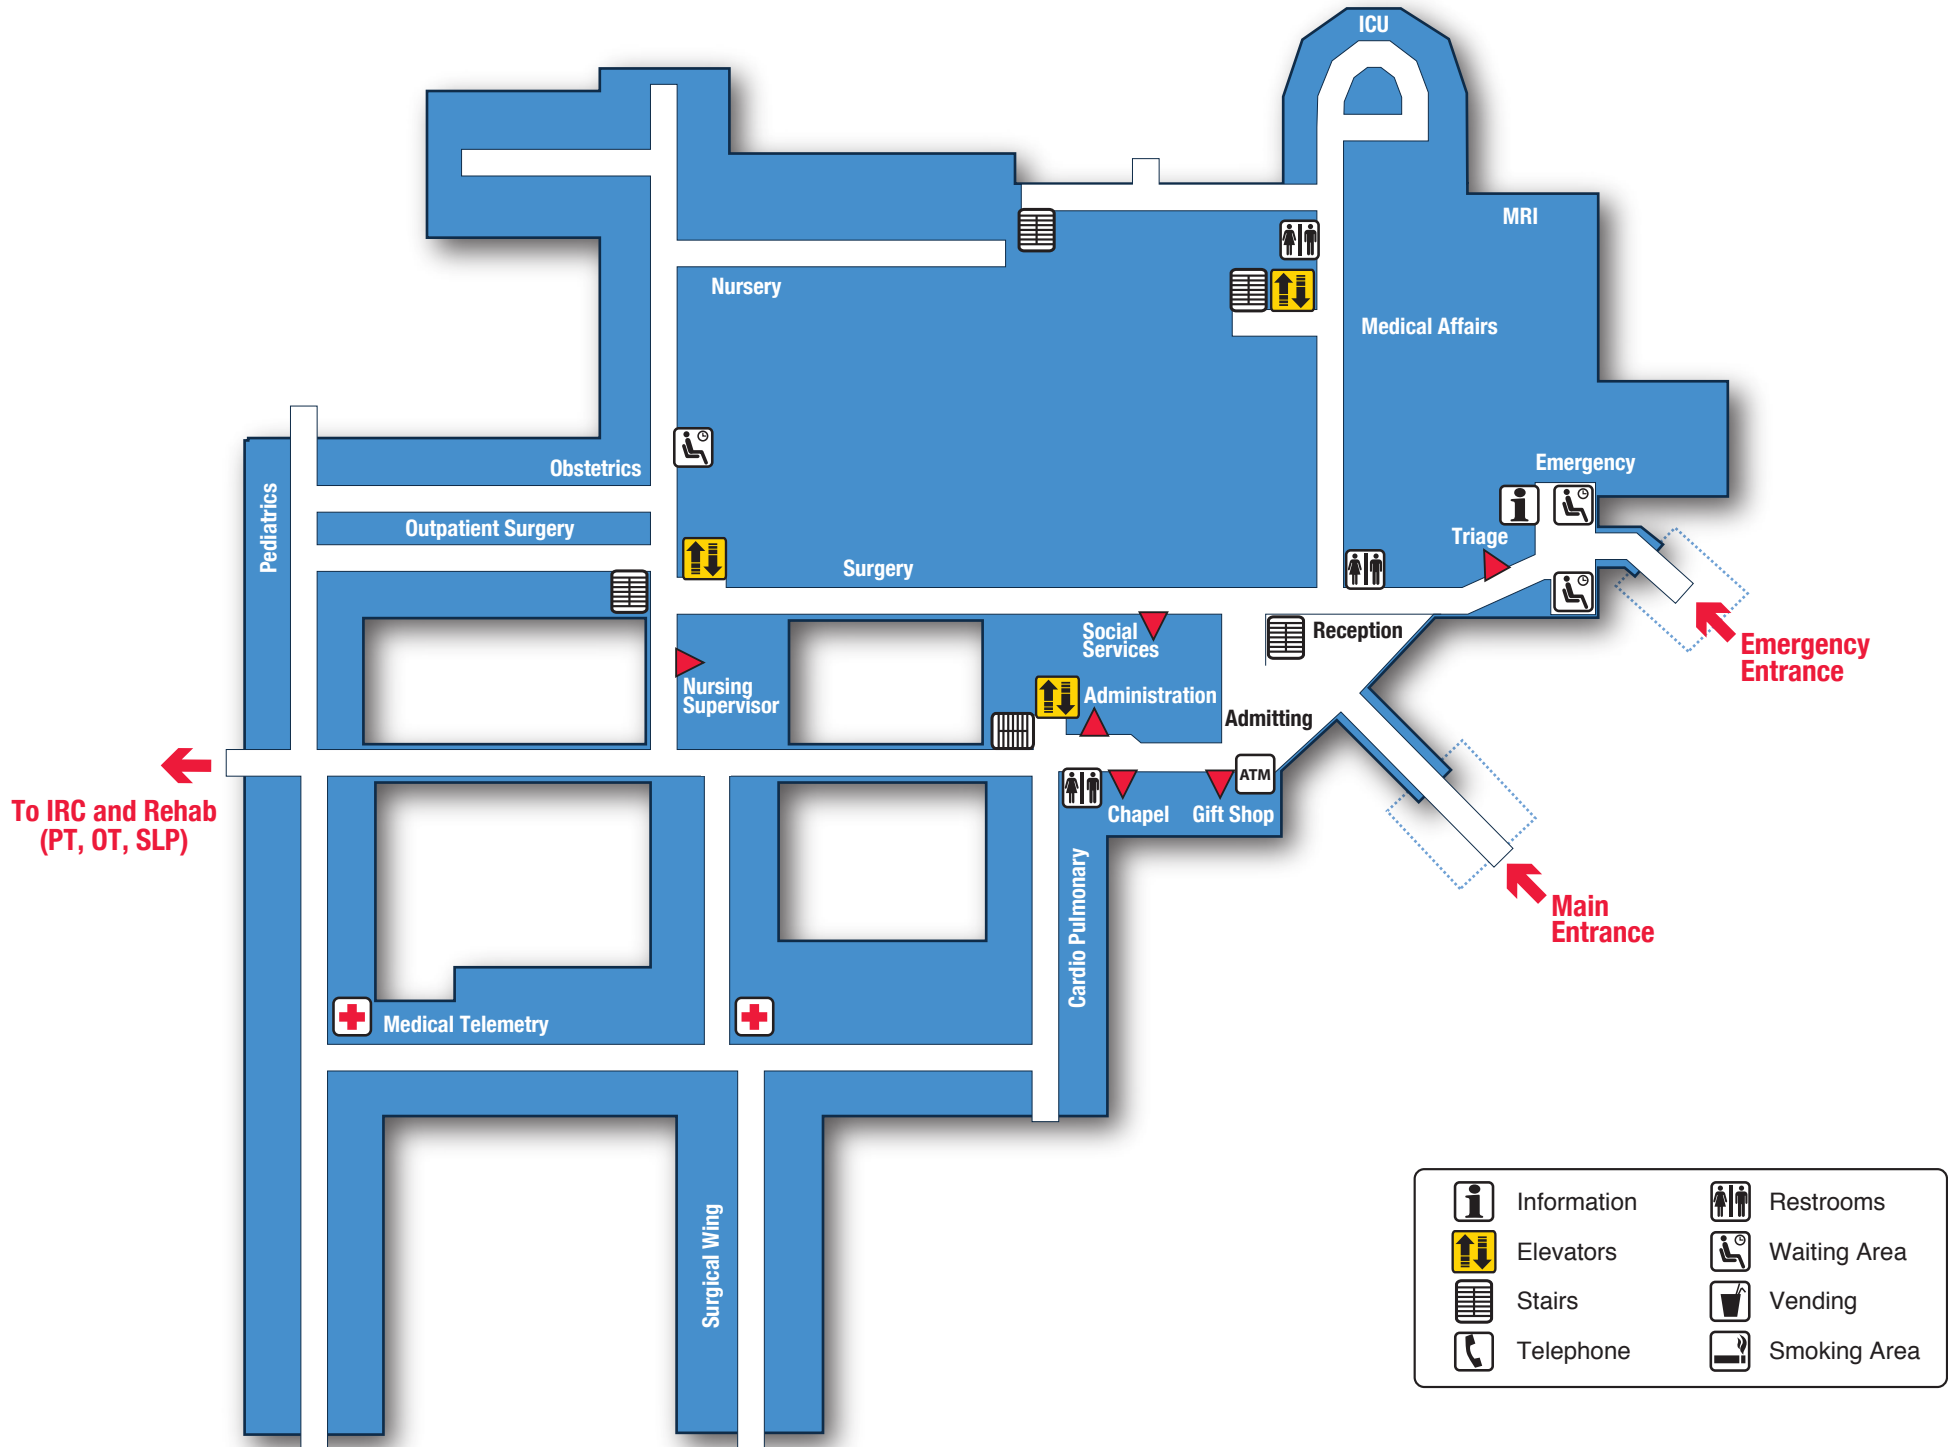 ICU
MRI
Nursery
Medical Affairs
Emergency
Obstetrics
Pediatrics
Outpatient Surgery
Triage
Surgery
Social
Services
Reception
Emergency
Entrance
Nursing
Supervisor
Administration
Admitting
ATM
To IRC and Rehab
(PT, OT, SLP)
Chapel
Gift Shop
Cardio Pulmonary
Main
Entrance
Medical Telemetry
Surgical Wing
Information
Restrooms
Elevators
Waiting Area
Stairs
Vending
Telephone
Smoking Area